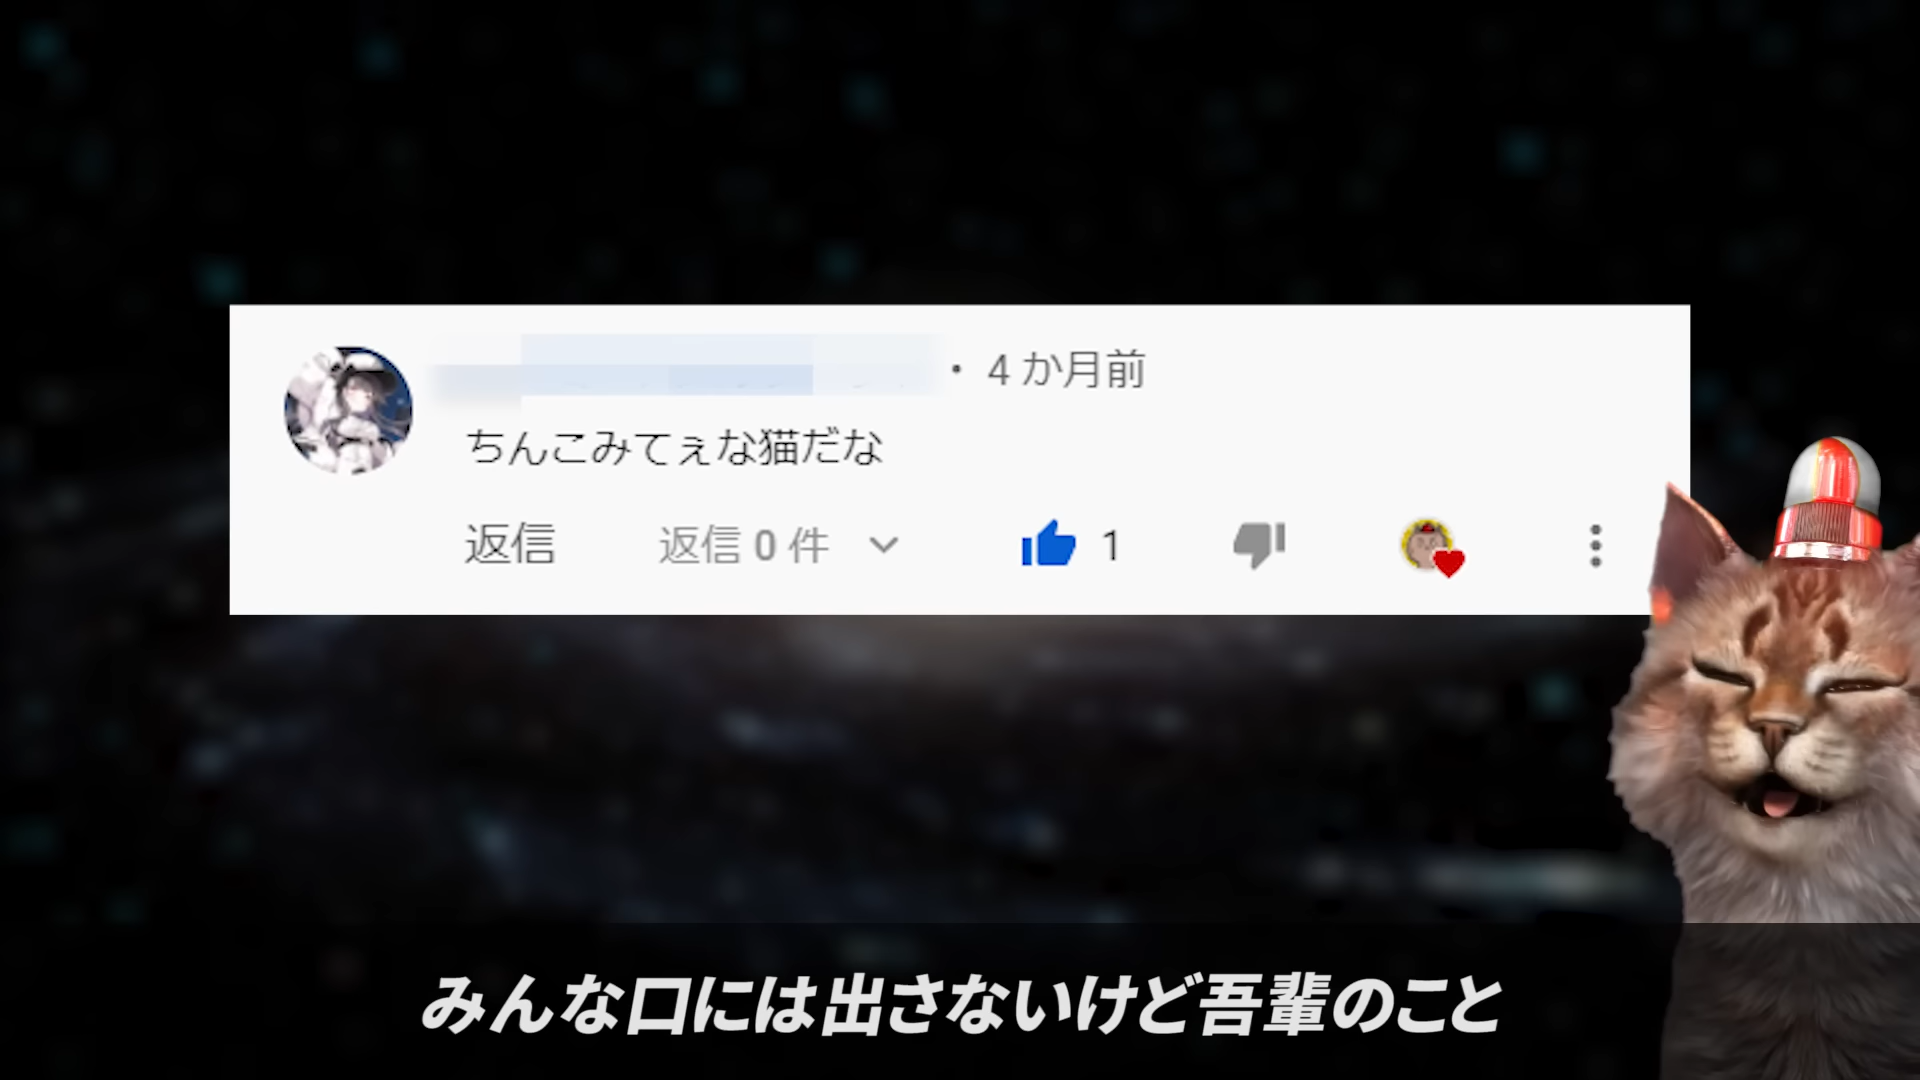 ・4 か月前
ちんこみてぇな猫だな
返信 返信 0 件 1
みんな口には出さないけど吾輩のこと